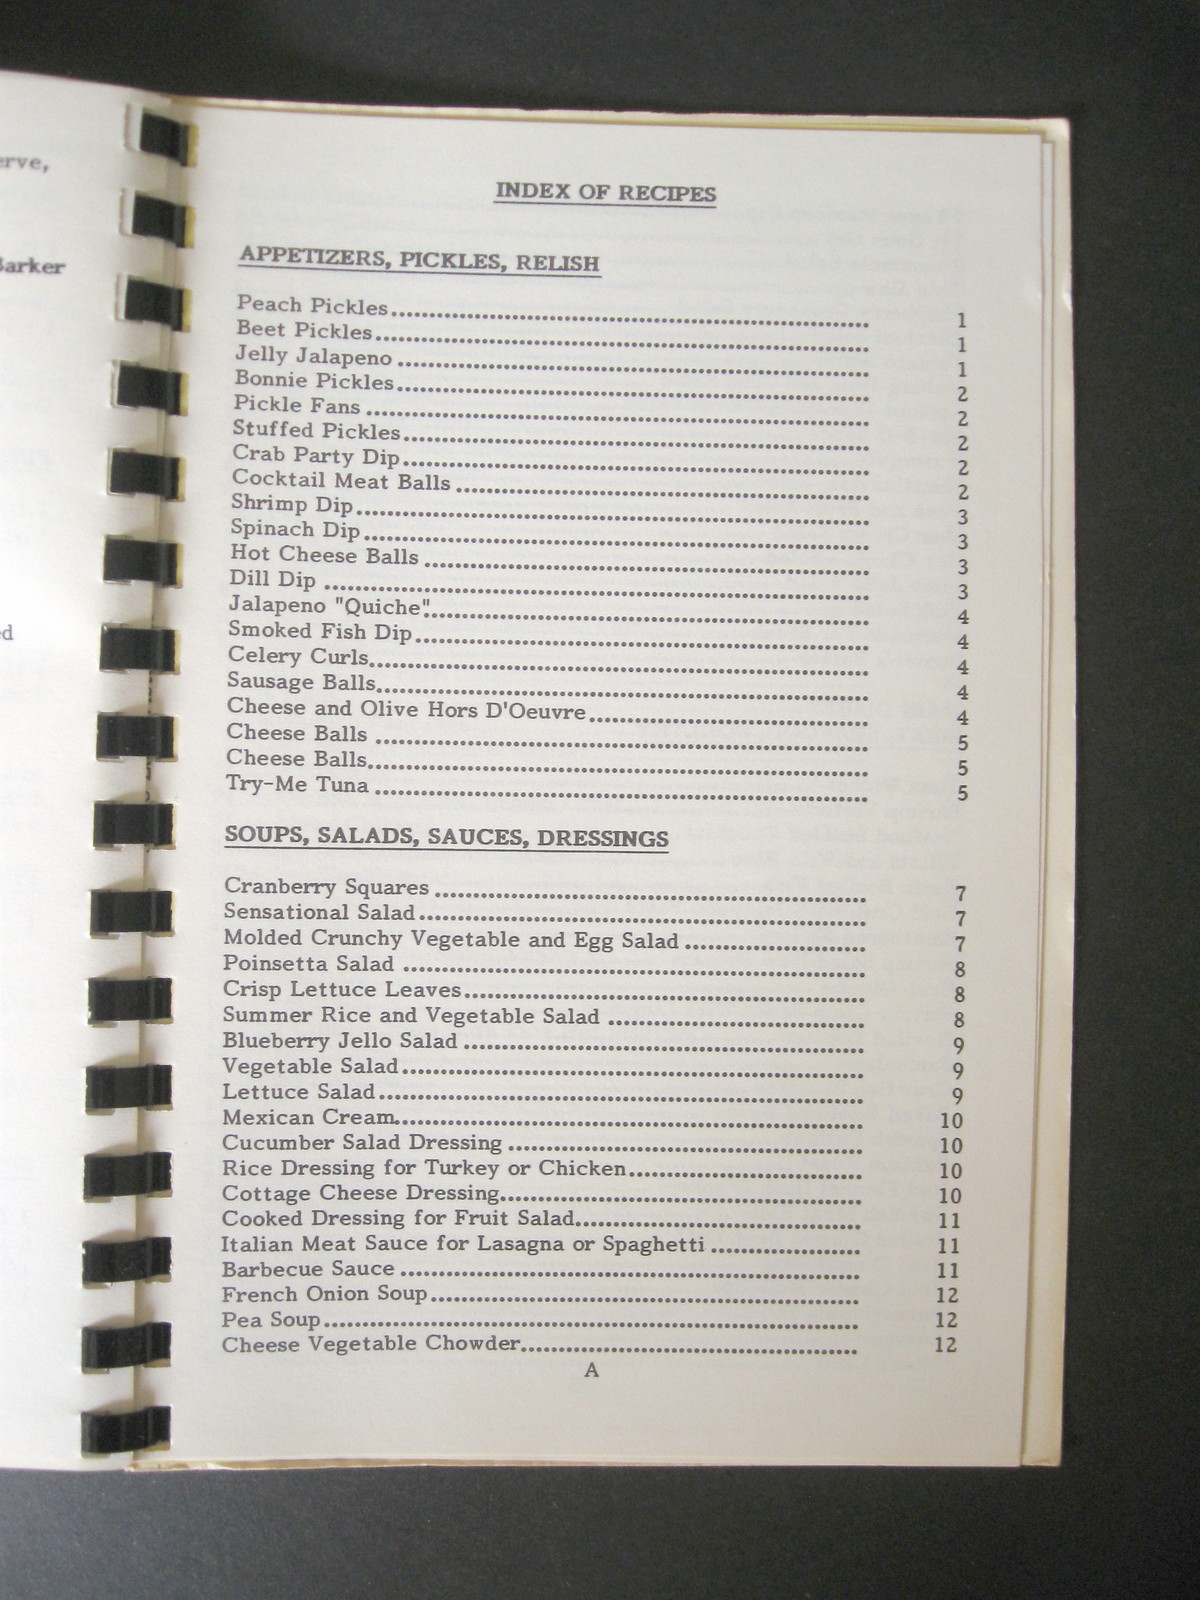 erve,
Barker
ed
INDEX OF RECIPES
APPETIZERS, PICKLES, RELISH
Peach Pickles.................................................. 1
Beet Pickles.................................................. 1
Jelly Jalapeno.................................................. 1
Bonnie Pickles.................................................. 2
Pickle Fans.................................................. 2
Stuffed Pickles.................................................. 2
Crab Party Dip.................................................. 2
Cocktail Meat Balls.................................................. 2
Shrimp Dip.................................................. 3
Spinach Dip.................................................. 3
Hot Cheese Balls.................................................. 3
Dill Dip.................................................. 3
Jalapeno "Quiche".................................................. 4
Smoked Fish Dip.................................................. 4
Celery Curls.................................................. 4
Sausage Balls.................................................. 4
Cheese and Olive Hors D'Oeuvre.................................................. 4
Cheese Balls.................................................. 5
Cheese Balls.................................................. 5
Try-Me Tuna.................................................. 5
SOUPS, SALADS, SAUCES, DRESSINGS
Cranberry Squares.................................................. 7
Sensational Salad.................................................. 7
Molded Crunchy Vegetable and Egg Salad.................................................. 7
Poinsetta Salad.................................................. 8
Crisp Lettuce Leaves.................................................. 8
Summer Rice and Vegetable Salad.................................................. 8
Blueberry Jello Salad.................................................. 9
Vegetable Salad.................................................. 9
Lettuce Salad.................................................. 9
Mexican Cream.................................................. 10
Cucumber Salad Dressing.................................................. 10
Rice Dressing for Turkey or Chicken.................................................. 10
Cottage Cheese Dressing.................................................. 10
Cooked Dressing for Fruit Salad.................................................. 11
Italian Meat Sauce for Lasagna or Spaghetti.................................................. 11
Barbecue Sauce.................................................. 11
French Onion Soup.................................................. 12
Pea Soup.................................................. 12
Cheese Vegetable Chowder.................................................. 12
A